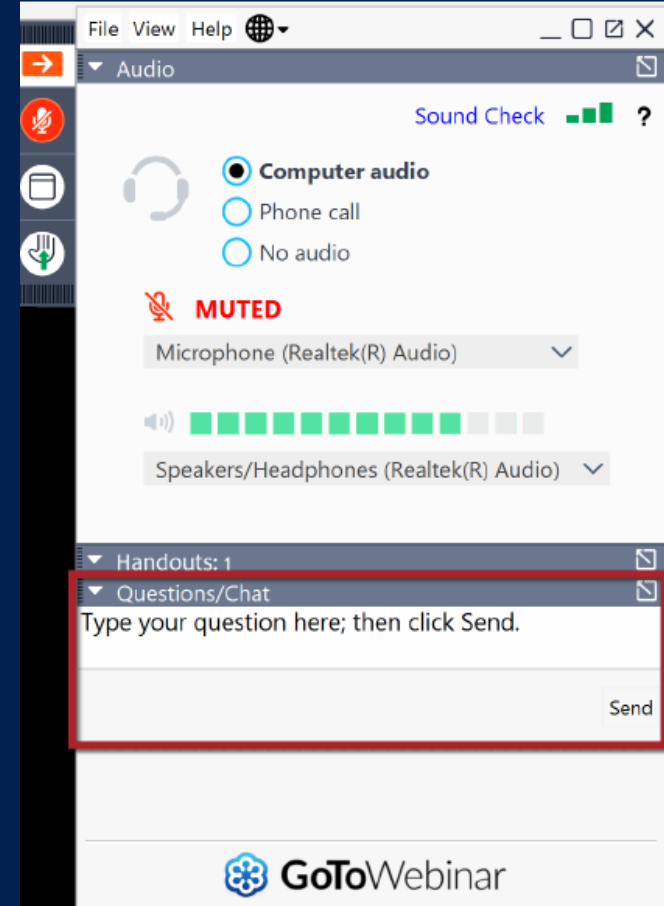 File View Help
Audio
Sound Check ?
Computer audio
Phone call
No audio
MUTED
Microphone (Realtek(R) Audio)
Speakers/Headphones (Realtek(R) Audio)
Handouts: 1
Questions/Chat
Type your question here; then click Send.
Send
GoToWebinar